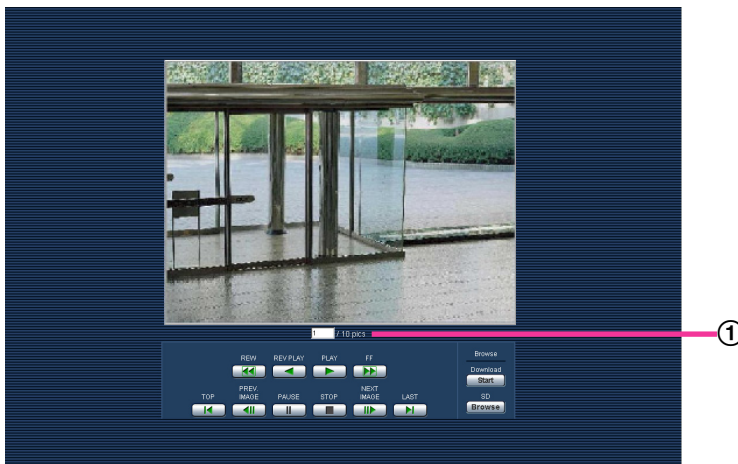 1 / 10 pics
①
REW REV PLAY PLAY FF
PREV. IMAGE
NEXT IMAGE
TOP PAUSE STOP LAST
Browse
Download
Start
SD
Browse